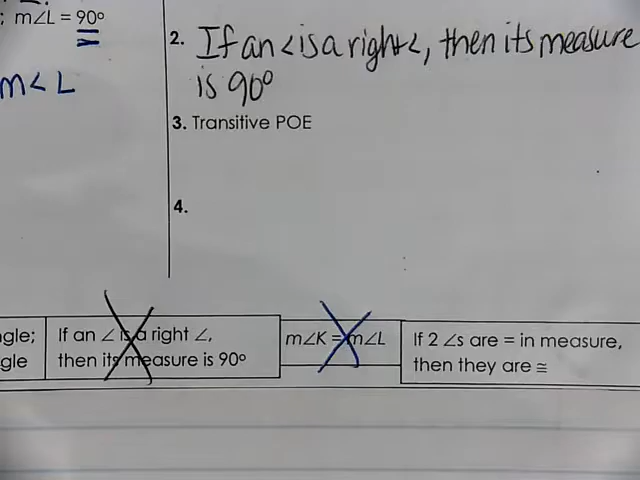 ; m∠L = 90°
m∠L
2. If an ∠ is a right ∠, then its measure
is 90°
3. Transitive POE
4.
ngle;
gle
If an ∠ is a right ∠,
then its measure is 90°
m∠K = m∠L
If 2 ∠s are = in measure,
then they are ≅